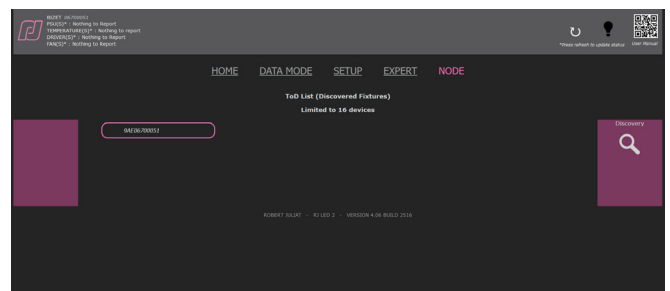 BIZET 06700051
PSU(S)* : Nothing to Report
TEMPERATURE(S)* : Nothing to report
DRIVER(S)* : Nothing to Report
FAN(S)* : Nothing to Report
*Press refresh to update status
User Manual
HOME DATA MODE SETUP EXPERT NODE
ToD List (Discovered Fixtures)
Limited to 16 devices
9AE06700051
Discovery
ROBERT JULIAT - RJ LED 2 - VERSION 4.06 BUILD 2516